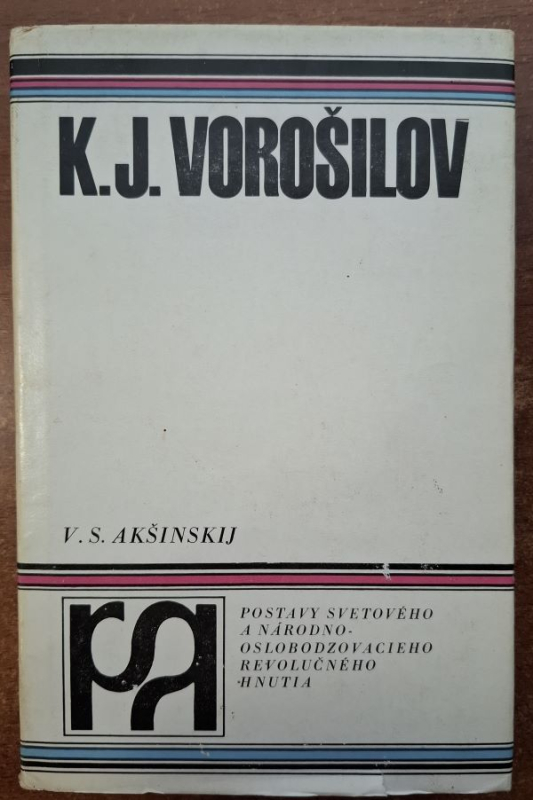 K. J. VOROŠILOV
V. S. AKŠINSKIJ
POSTAVY SVETOVÉHO
A NÁRODNO-
OSLOBODZOVACIEHO
REVOLUČNÉHO
HNUTIA